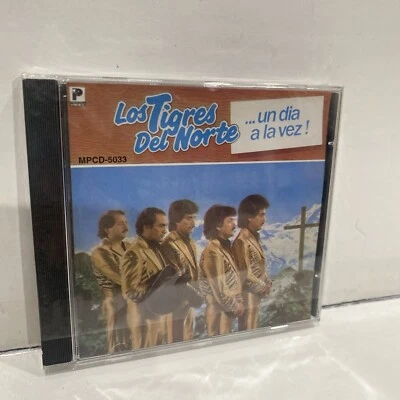 P
Los Tigres
Del Norte
...un dia
a la vez!
MPCD-5033